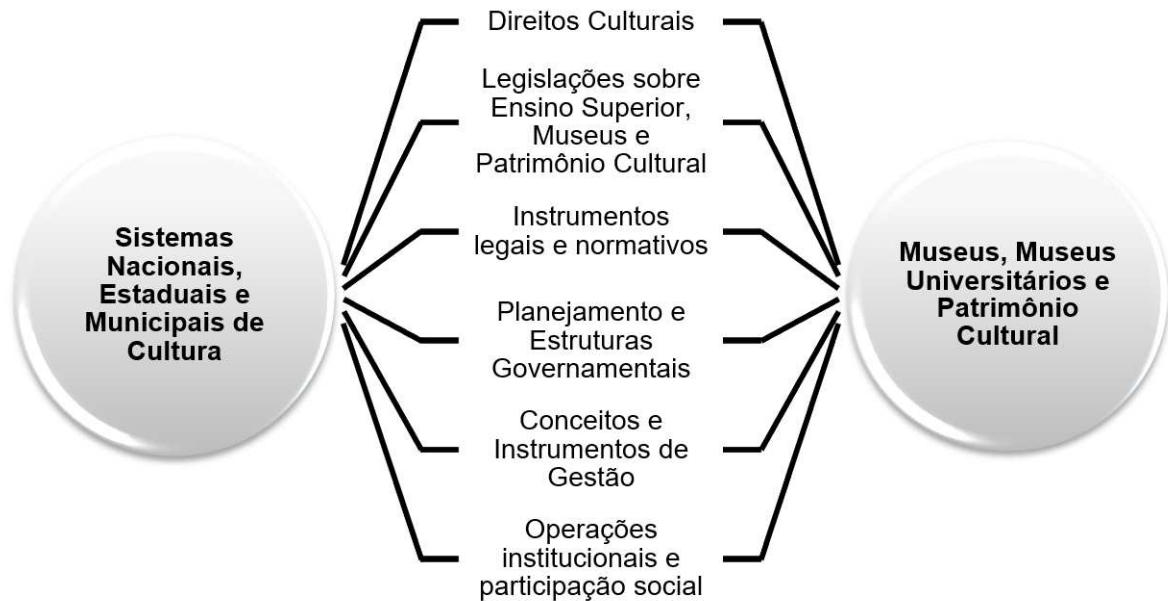 Sistemas
Nacionais,
Estaduais e
Municipais de
Cultura
Direitos Culturais
Legislações sobre
Ensino Superior,
Museus e
Patrimônio Cultural
Instrumentos
legais e normativos
Planejamento e
Estruturas
Governamentais
Conceitos e
Instrumentos de
Gestão
Operações
institucionais e
participação social
Museus, Museus
Universitários e
Patrimônio
Cultural